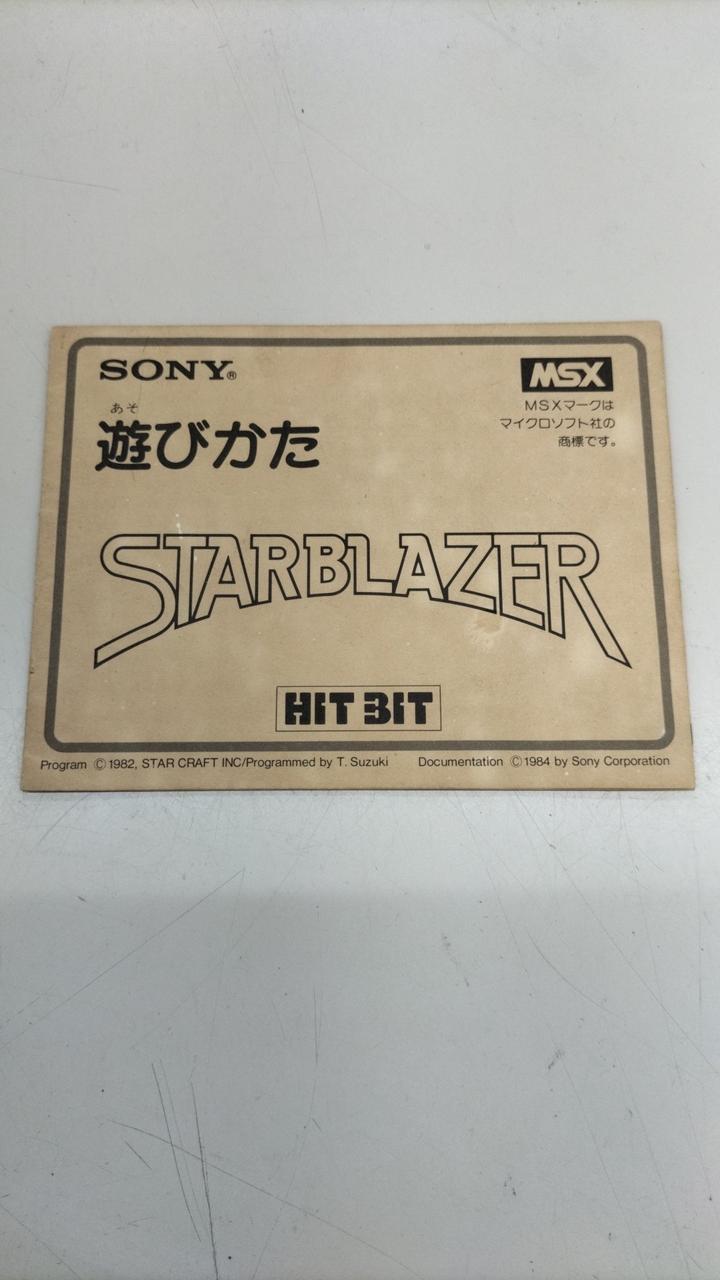 SONY®
MSX
MSXマークは
マイクロソフト社の
商標です。
あそ
遊びかた
STARBLAZER
HIT BIT
Program ©1982, STAR CRAFT INC/Programmed by T. Suzuki Documentation ©1984 by Sony Corporation